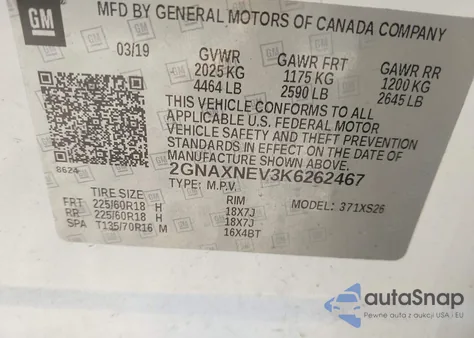 GM
MFD BY GENERAL MOTORS OF CANADA COMPANY
03/19 GVWR GAWR FRT GAWR RR
2025 KG 1175 KG 1200 KG
4464 LB 2590 LB 2645 LB
THIS VEHICLE CONFORMS TO ALL
APPLICABLE U.S. FEDERAL MOTOR
VEHICLE SAFETY AND THEFT PREVENTION
STANDARDS IN EFFECT ON THE DATE OF
MANUFACTURE SHOWN ABOVE.
8624 2GNAXNEV3K6262467
TYPE: M.P.V. MODEL: 371XS26
TIRE SIZE RIM
FRT 225/60R18 H 18X7J
RR 225/60R18 H 18X7J
SPA T135/70R16 M 16X4BT
autoSnap
Pewne auta z aukcji USA i EU